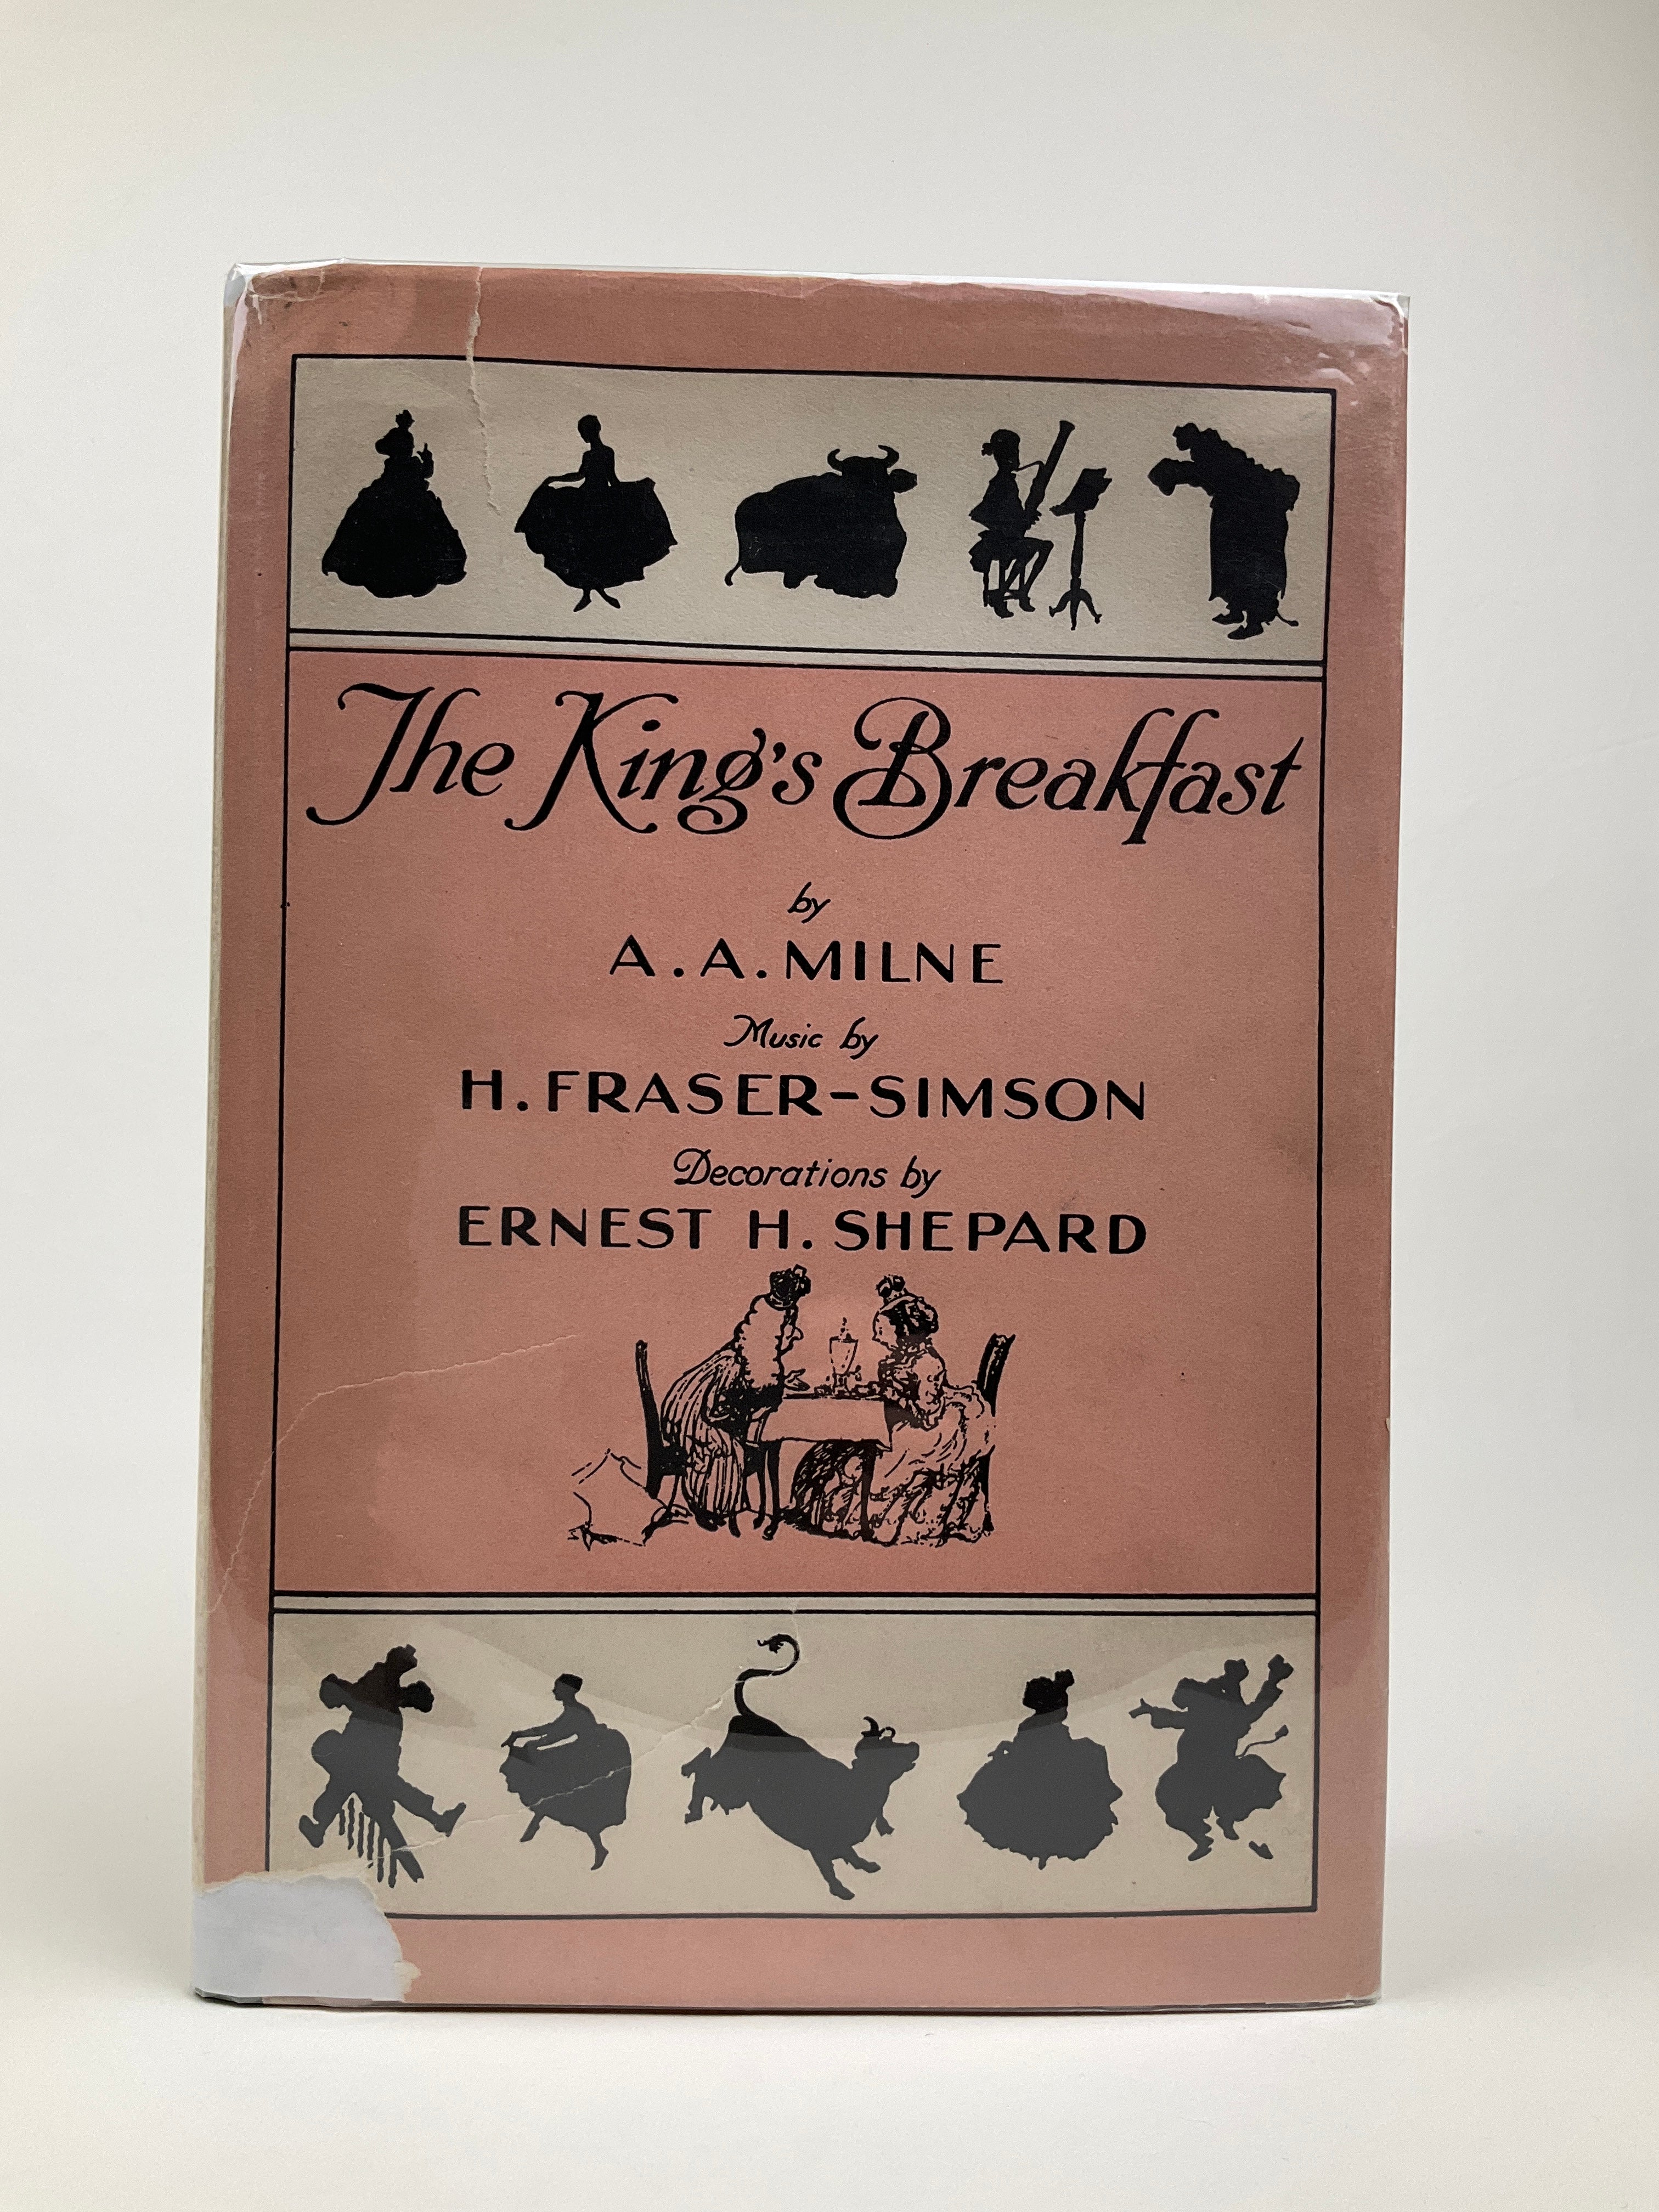 The King's Breakfast
by
A. A. MILNE
Music by
H. FRASER-SIMSON
Decorations by
ERNEST H. SHEPARD